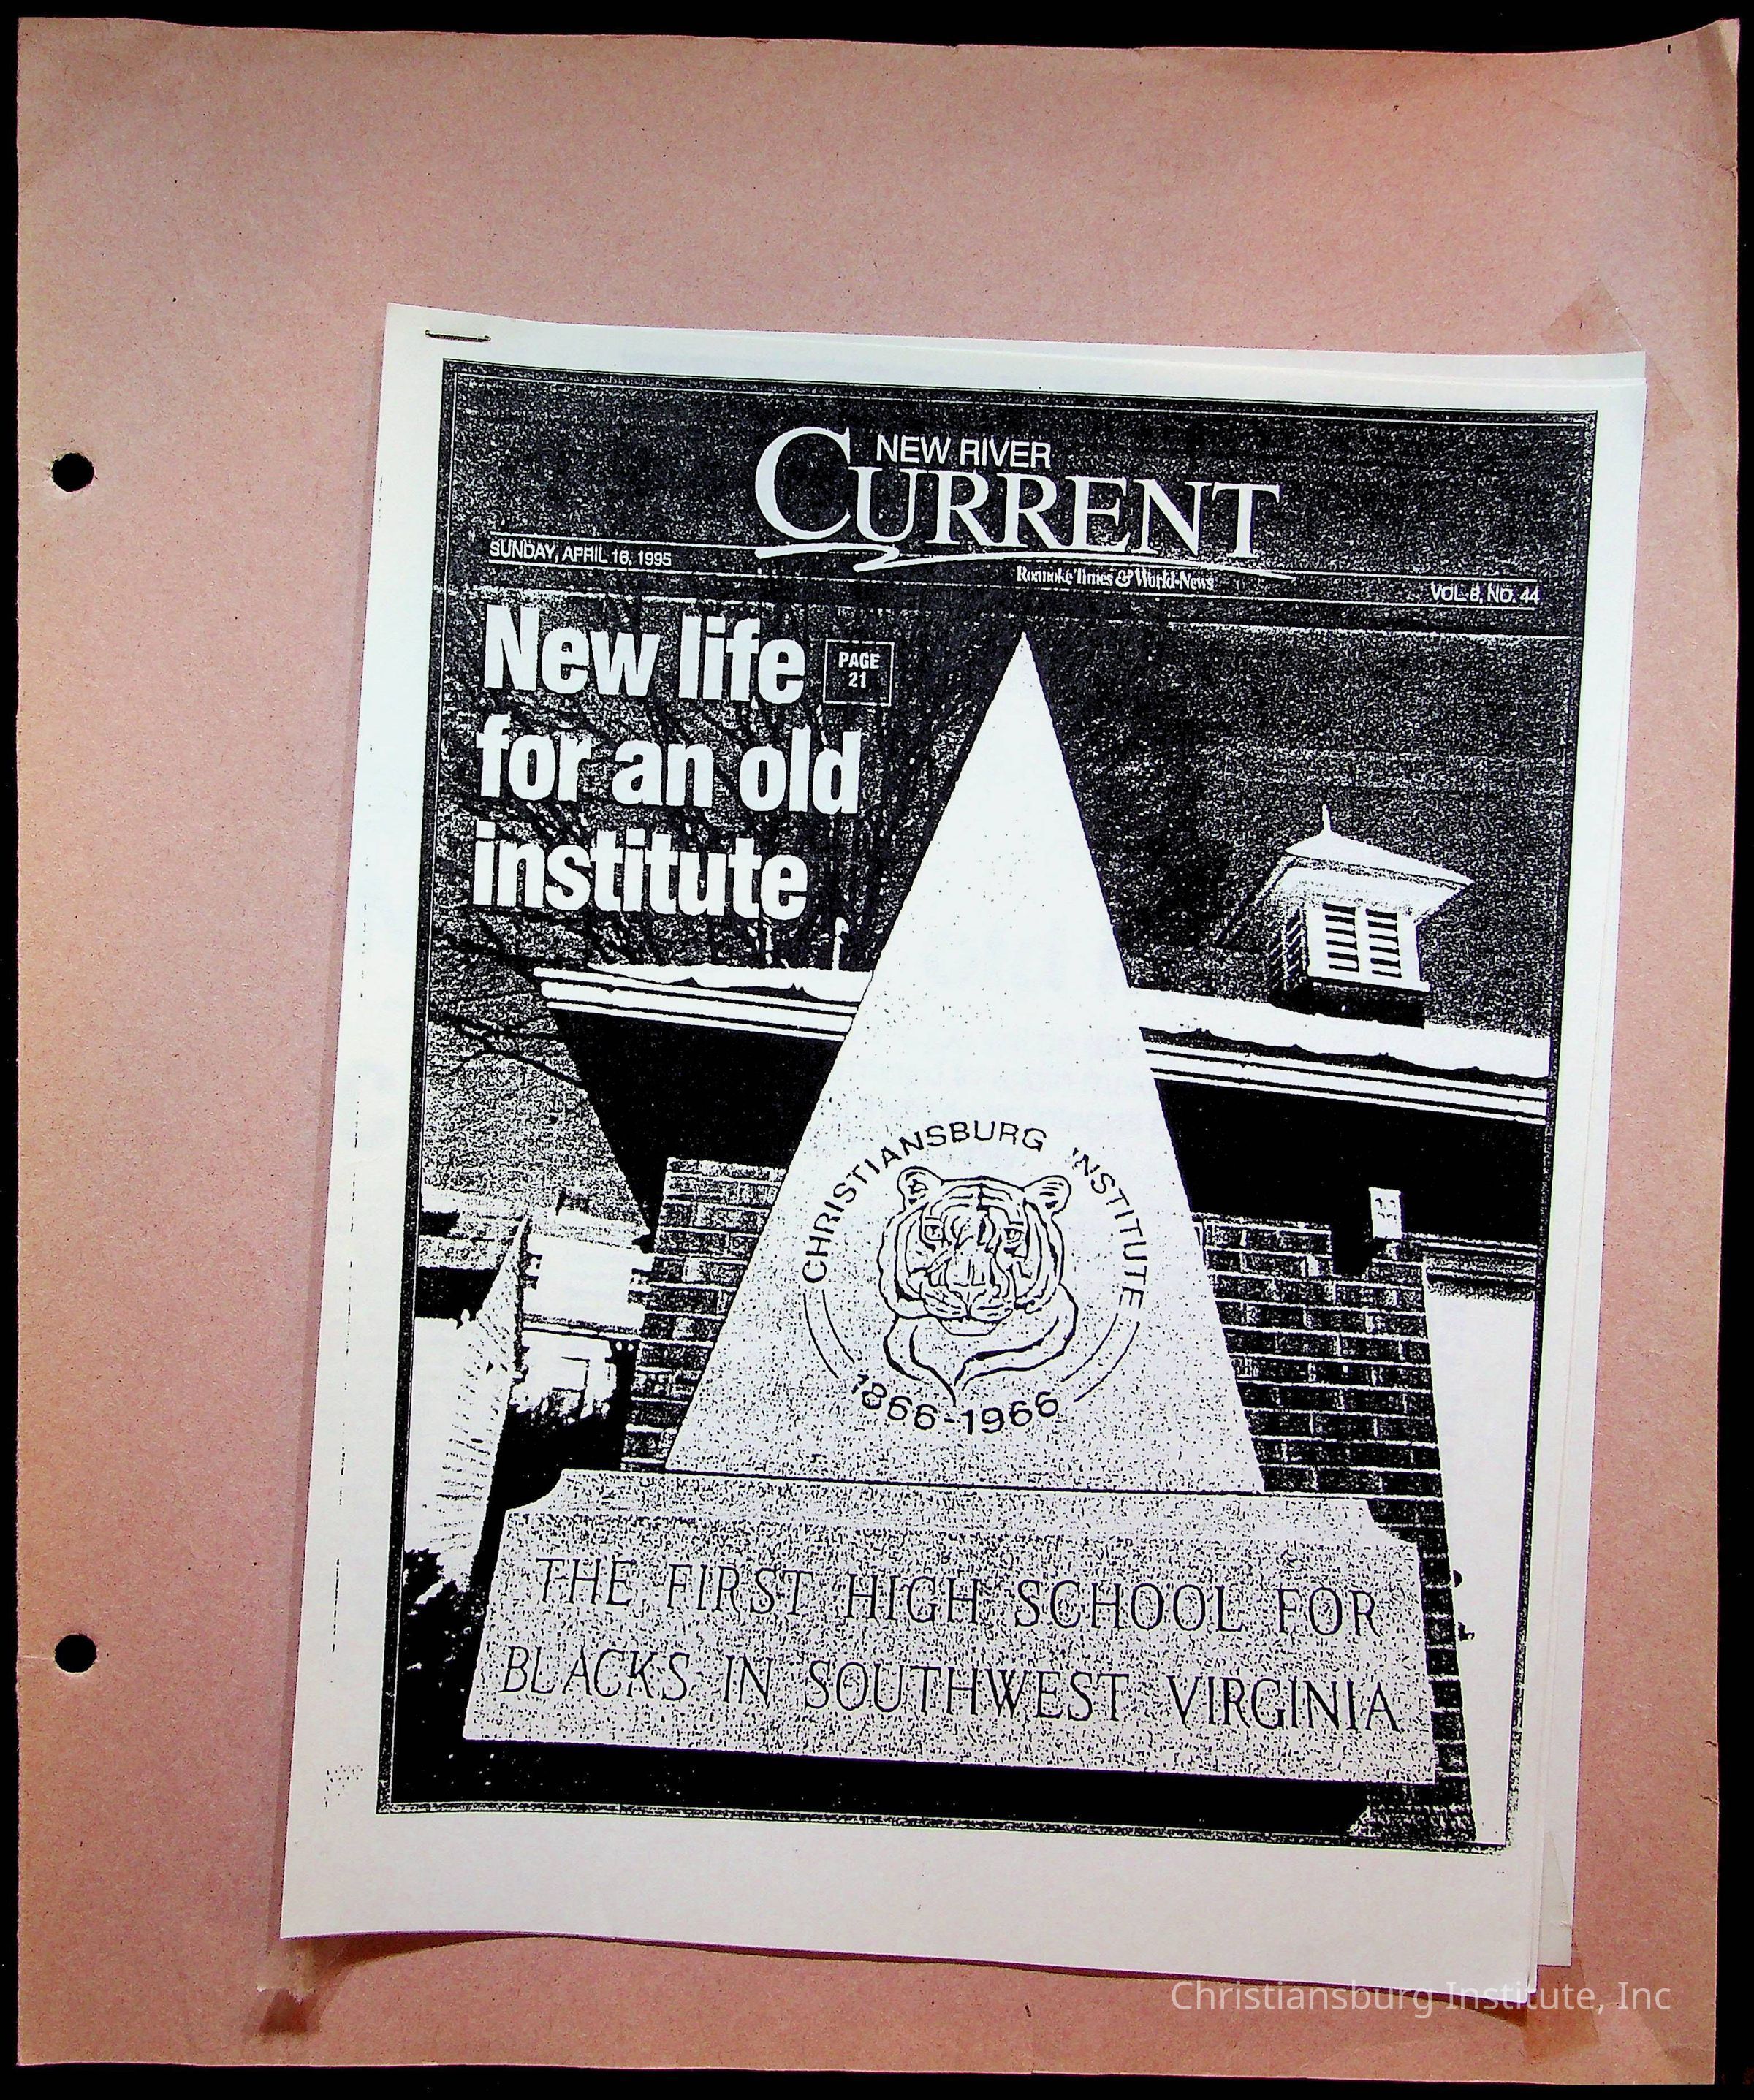 NEW RIVER
CURRENT
SUNDAY, APRIL 16, 1995
Roanoke Times & World-News
VOL. 8, NO. 44
New life
for an old
institute
PAGE
21
CHRISTIANSBURG INSTITUTE
1866-1966
THE FIRST HIGH SCHOOL FOR
BLACKS IN SOUTHWEST VIRGINIA
Christiansburg Institute, Inc